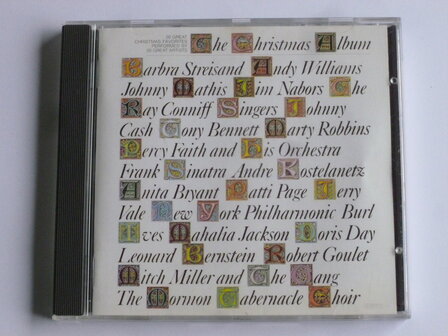 20 GREAT
CHRISTMAS FAVORITES
PERFORMED BY
20 GREAT ARTISTS
The Christmas Album
Barbra Streisand Andy Williams
Johnny Mathis Jim Nabors The
Ray Conniff Singers Johnny
Cash Tony Bennett Marty Robbins
Percy Faith and His Orchestra
Frank Sinatra Andre Kostelanetz
Anita Bryant Patti Page Jerry
Vale New York Philharmonic Burl
Ives Mahalia Jackson Doris Day
Leonard Bernstein Robert Goulet
Mitch Miller and The Gang
The Mormon Tabernacle Choir